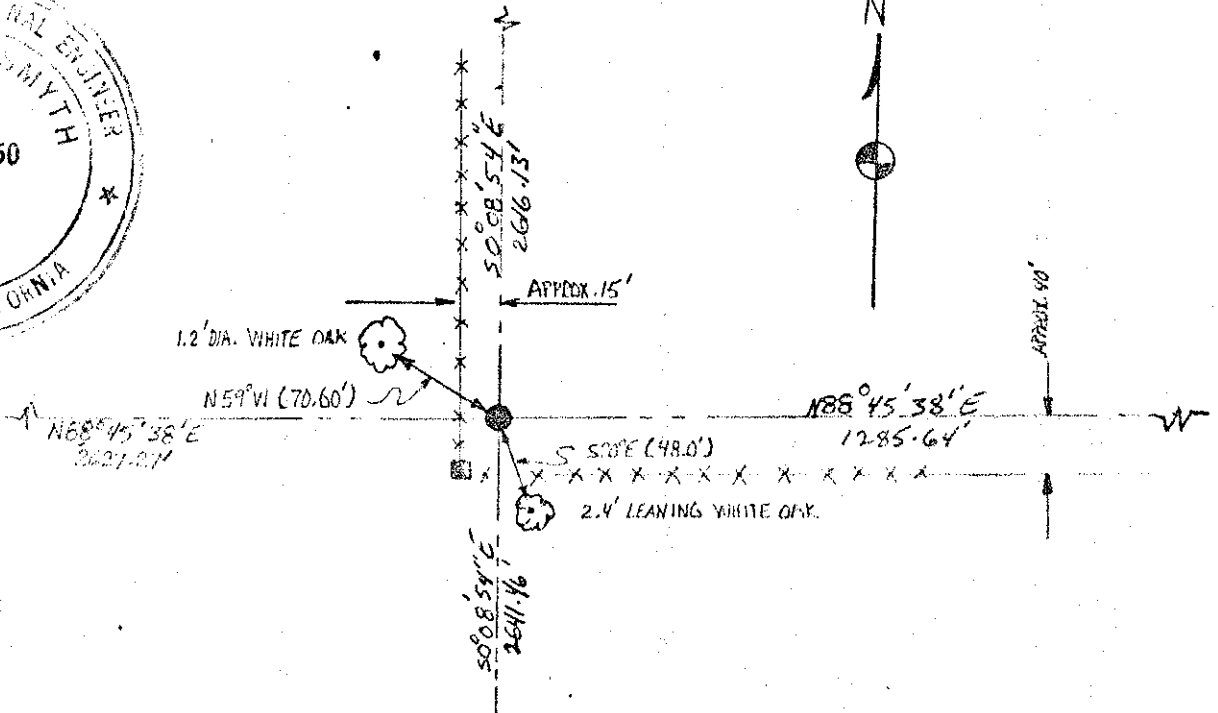 NAL ENGINEER
SMYTH
50
ORNIA
N
S0°08'54"E
2616.13'
APPROX. 15'
APPROX. 40'
1.2' DIA. WHITE OAK
N59°W (70.60')
N88°45'38"E
1285.64'
N88°45'38"E
S20°E (48.0')
2.4' LEANING WHITE OAK.
S0°08'54"E
2641.46'